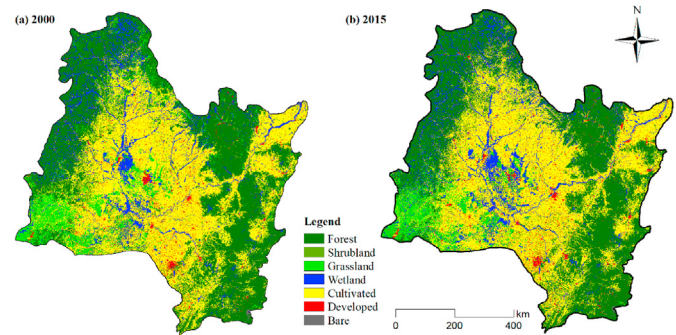 (a) 2000
(b) 2015
N
Legend
Forest
Shrubland
Grassland
Wetland
Cultivated
Developed
Bare
0 200 400
km